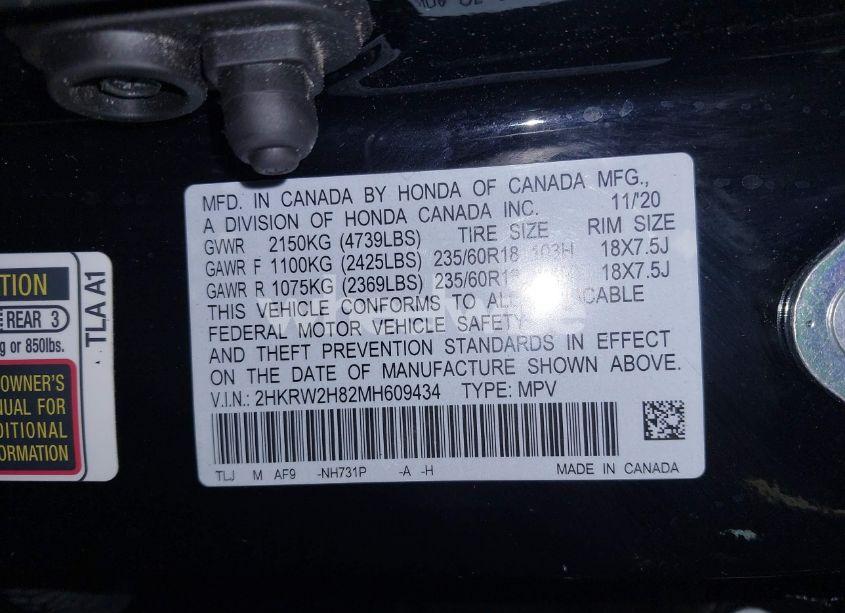 MFD. IN CANADA BY HONDA OF CANADA MFG.,
A DIVISION OF HONDA CANADA INC. 11/'20
GVWR 2150KG (4739LBS) TIRE SIZE RIM SIZE
GAWR F 1100KG (2425LBS) 235/60R18 103H 18X7.5J
GAWR R 1075KG (2369LBS) 18X7.5J
THIS VEHICLE CONFORMS TO
FEDERAL MOTOR VEHICLE SAFETY
AND THEFT PREVENTION STANDARDS IN EFFECT
ON THE DATE OF MANUFACTURE SHOWN ABOVE.
V.I.N.: 2HKRW2H82MH609434 TYPE: MPV
TLJ M AF9 -NH731P -A -H MADE IN CANADA
TION
REAR 3
g or 850lbs.
OWNER'S
NUAL FOR
DITIONAL
FORMATION
TLA A1